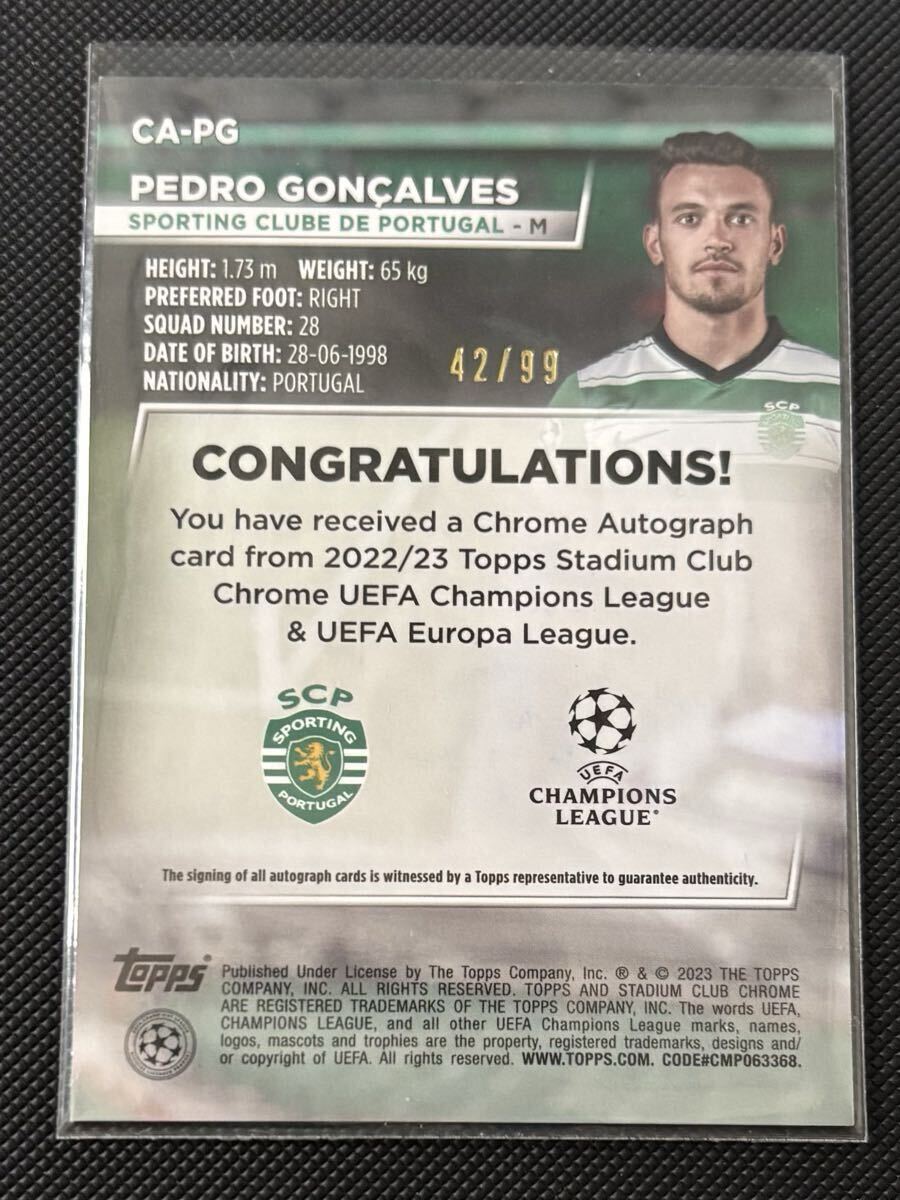 CA-PG
PEDRO GONÇALVES
SPORTING CLUBE DE PORTUGAL - M
HEIGHT: 1.73 m WEIGHT: 65 kg
PREFERRED FOOT: RIGHT
SQUAD NUMBER: 28
DATE OF BIRTH: 28-06-1998
NATIONALITY: PORTUGAL
42/99
SCP
CONGRATULATIONS!
You have received a Chrome Autograph
card from 2022/23 Topps Stadium Club
Chrome UEFA Champions League
& UEFA Europa League.
SCP
SPORTING
PORTUGAL
UEFA
CHAMPIONS
LEAGUE®
The signing of all autograph cards is witnessed by a Topps representative to guarantee authenticity.
topps®
Published Under License by The Topps Company, Inc. ® & © 2023 THE TOPPS
COMPANY, INC. ALL RIGHTS RESERVED. TOPPS AND STADIUM CLUB CHROME
ARE REGISTERED TRADEMARKS OF THE TOPPS COMPANY, INC. The words UEFA,
CHAMPIONS LEAGUE, and all other UEFA Champions League marks, names,
logos, mascots and trophies are the property, registered trademarks, designs and/
or copyright of UEFA. All rights reserved. WWW.TOPPS.COM. CODE#CMP063368.